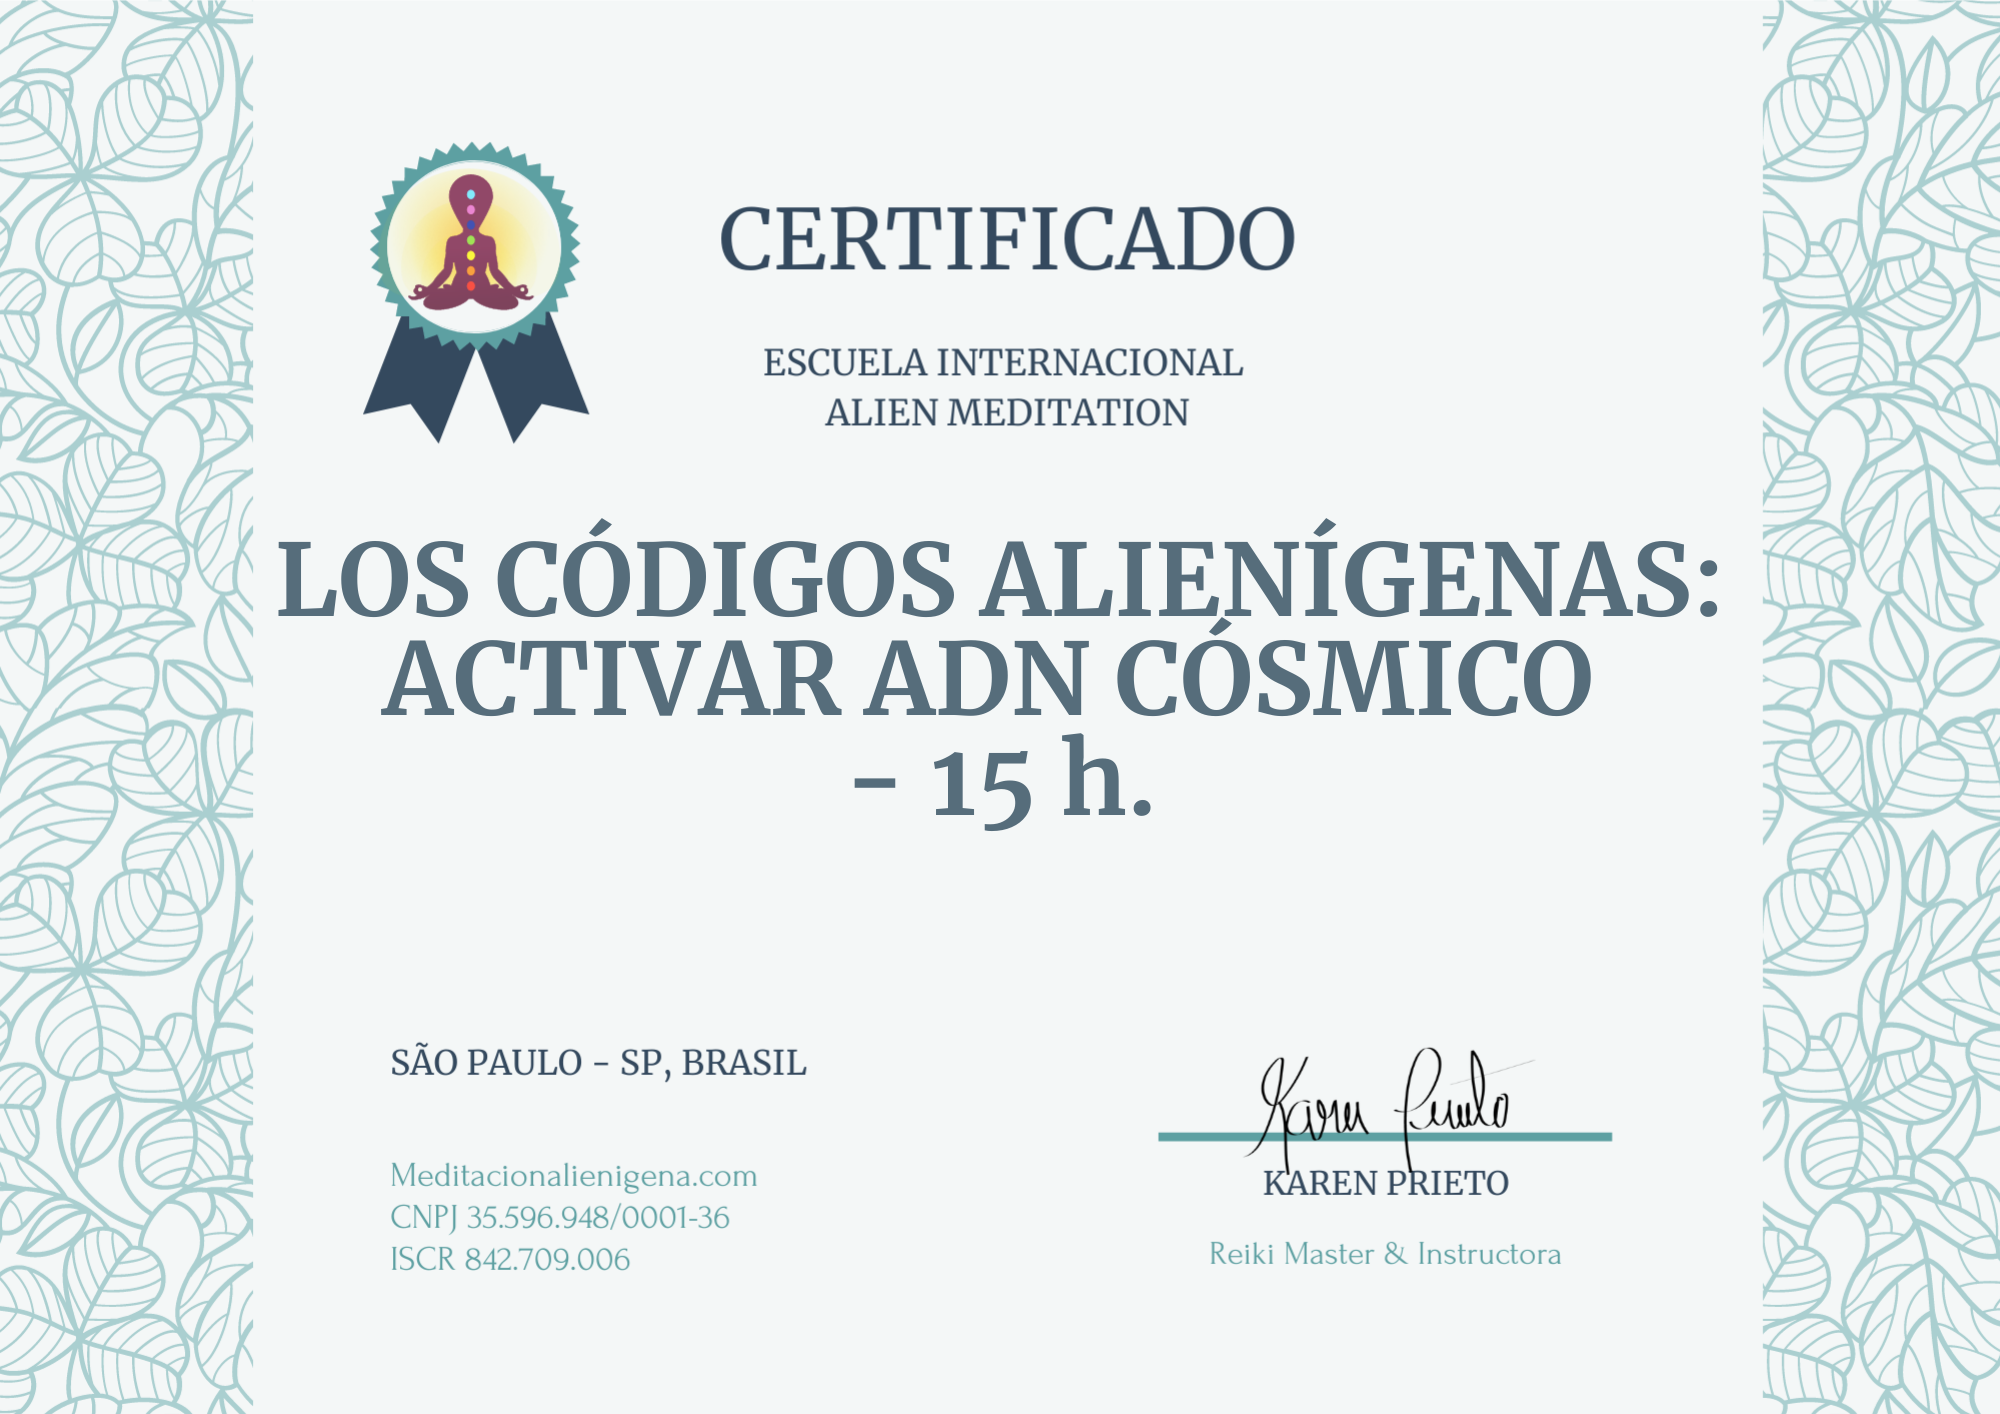 CERTIFICADO
ESCUELA INTERNACIONAL
ALIEN MEDITATION
LOS CÓDIGOS ALIENÍGENAS:
ACTIVAR ADN CÓSMICO
- 15 h.
SÃO PAULO - SP, BRASIL
Meditacionalienigena.com
CNPJ 35.596.948/0001-36
ISCR 842.709.006
Karen Prieto
KAREN PRIETO
Reiki Master & Instructora